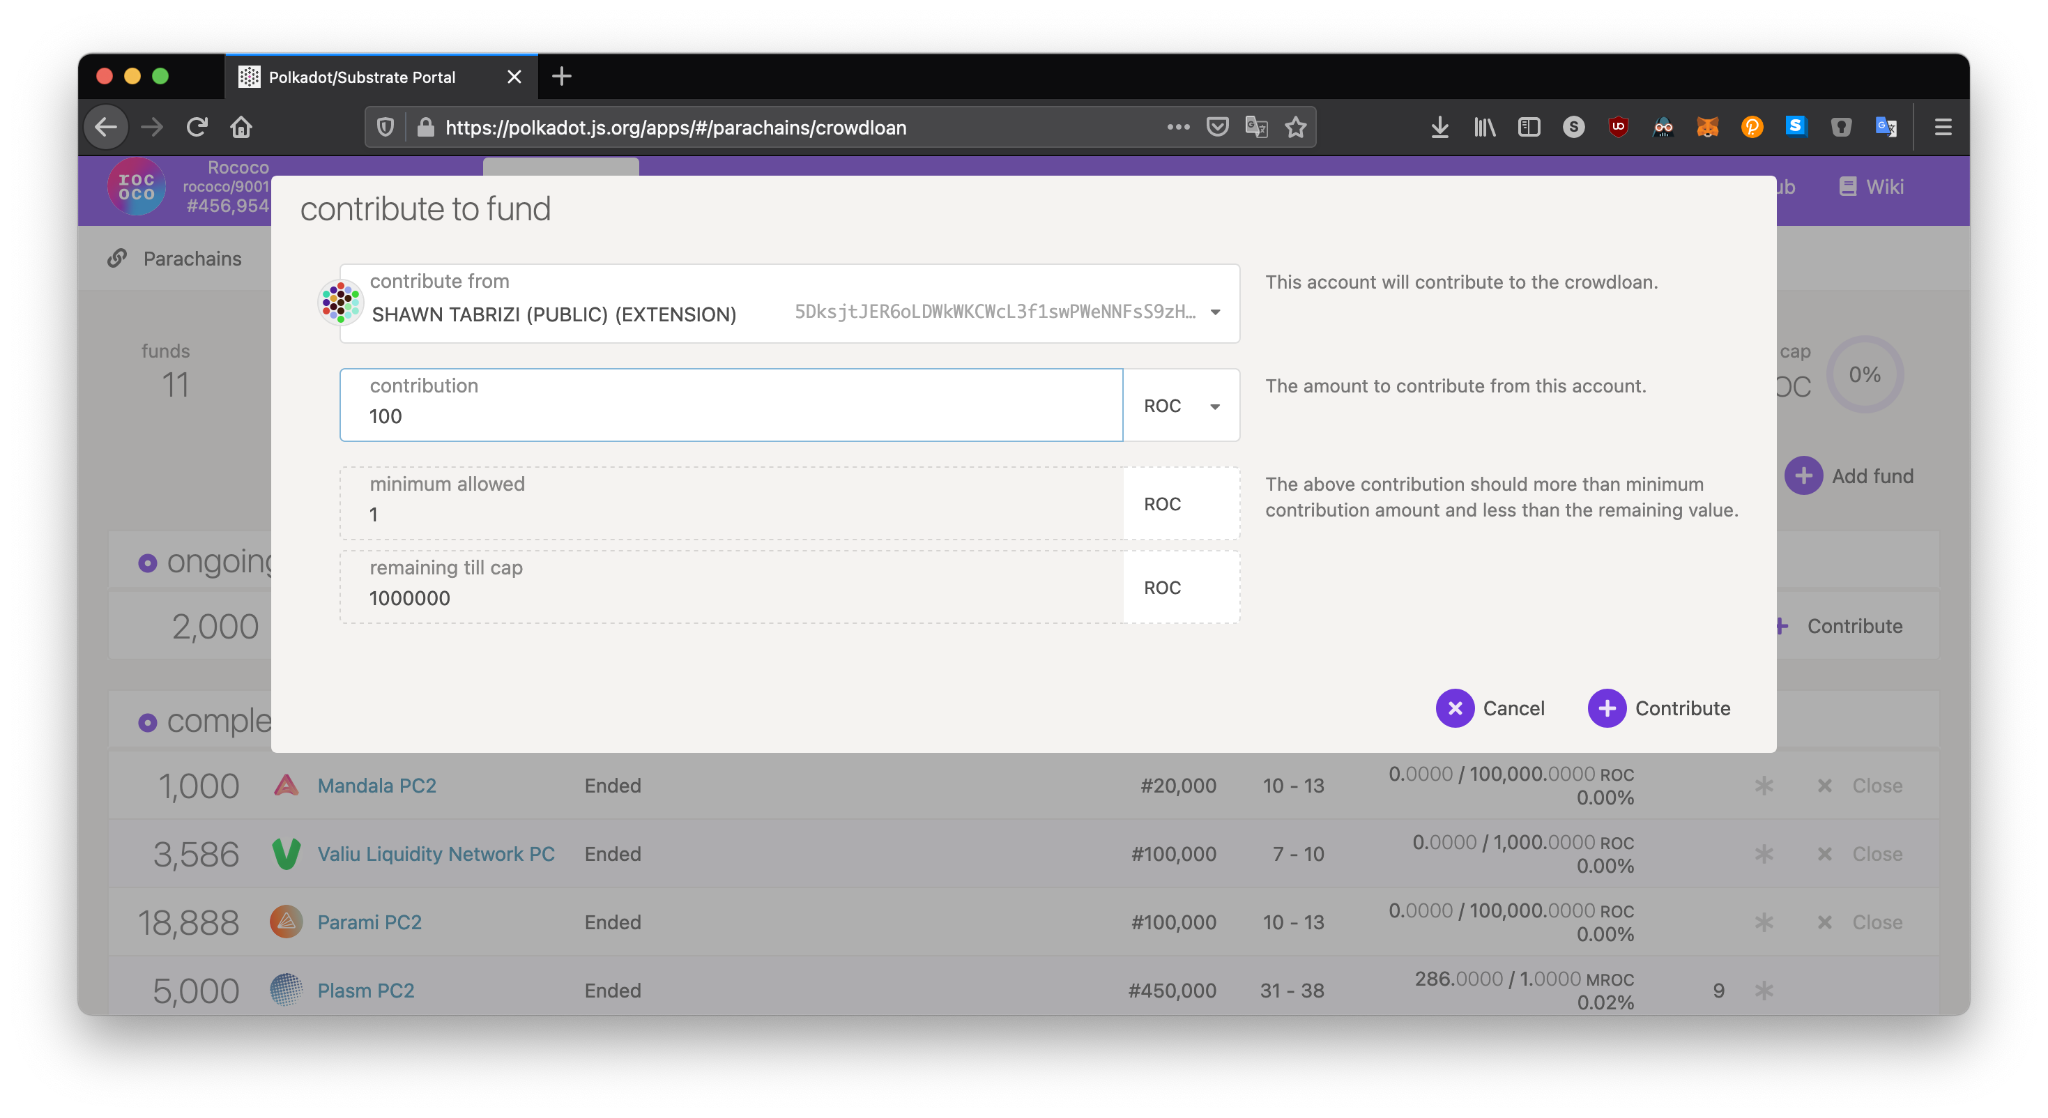 Polkadot/Substrate Portal
https://polkadot.js.org/apps/#/parachains/crowdloan
roc
oco
Rococo
rococo/9001
#456,954
Wiki
contribute to fund
Parachains
contribute from
SHAWN TABRIZI (PUBLIC) (EXTENSION)
5DksjtJER6oLDWkWKCWcL3f1swPWeNNFsS9zH…
This account will contribute to the crowdloan.
funds
11
cap
0%
contribution
100
ROC
The amount to contribute from this account.
minimum allowed
1
ROC
The above contribution should more than minimum
contribution amount and less than the remaining value.
Add fund
remaining till cap
1000000
ROC
ongoing
2,000
Contribute
Cancel
Contribute
1,000 Mandala PC2 Ended #20,000 10 - 13 0.0000 / 100,000.0000 ROC
0.00%
Close
3,586 Valiu Liquidity Network PC Ended #100,000 7 - 10 0.0000 / 1,000.0000 ROC
0.00%
Close
18,888 Parami PC2 Ended #100,000 10 - 13 0.0000 / 100,000.0000 ROC
0.00%
Close
5,000 Plasm PC2 Ended #450,000 31 - 38 286.0000 / 1.0000 MROC
0.02%
9